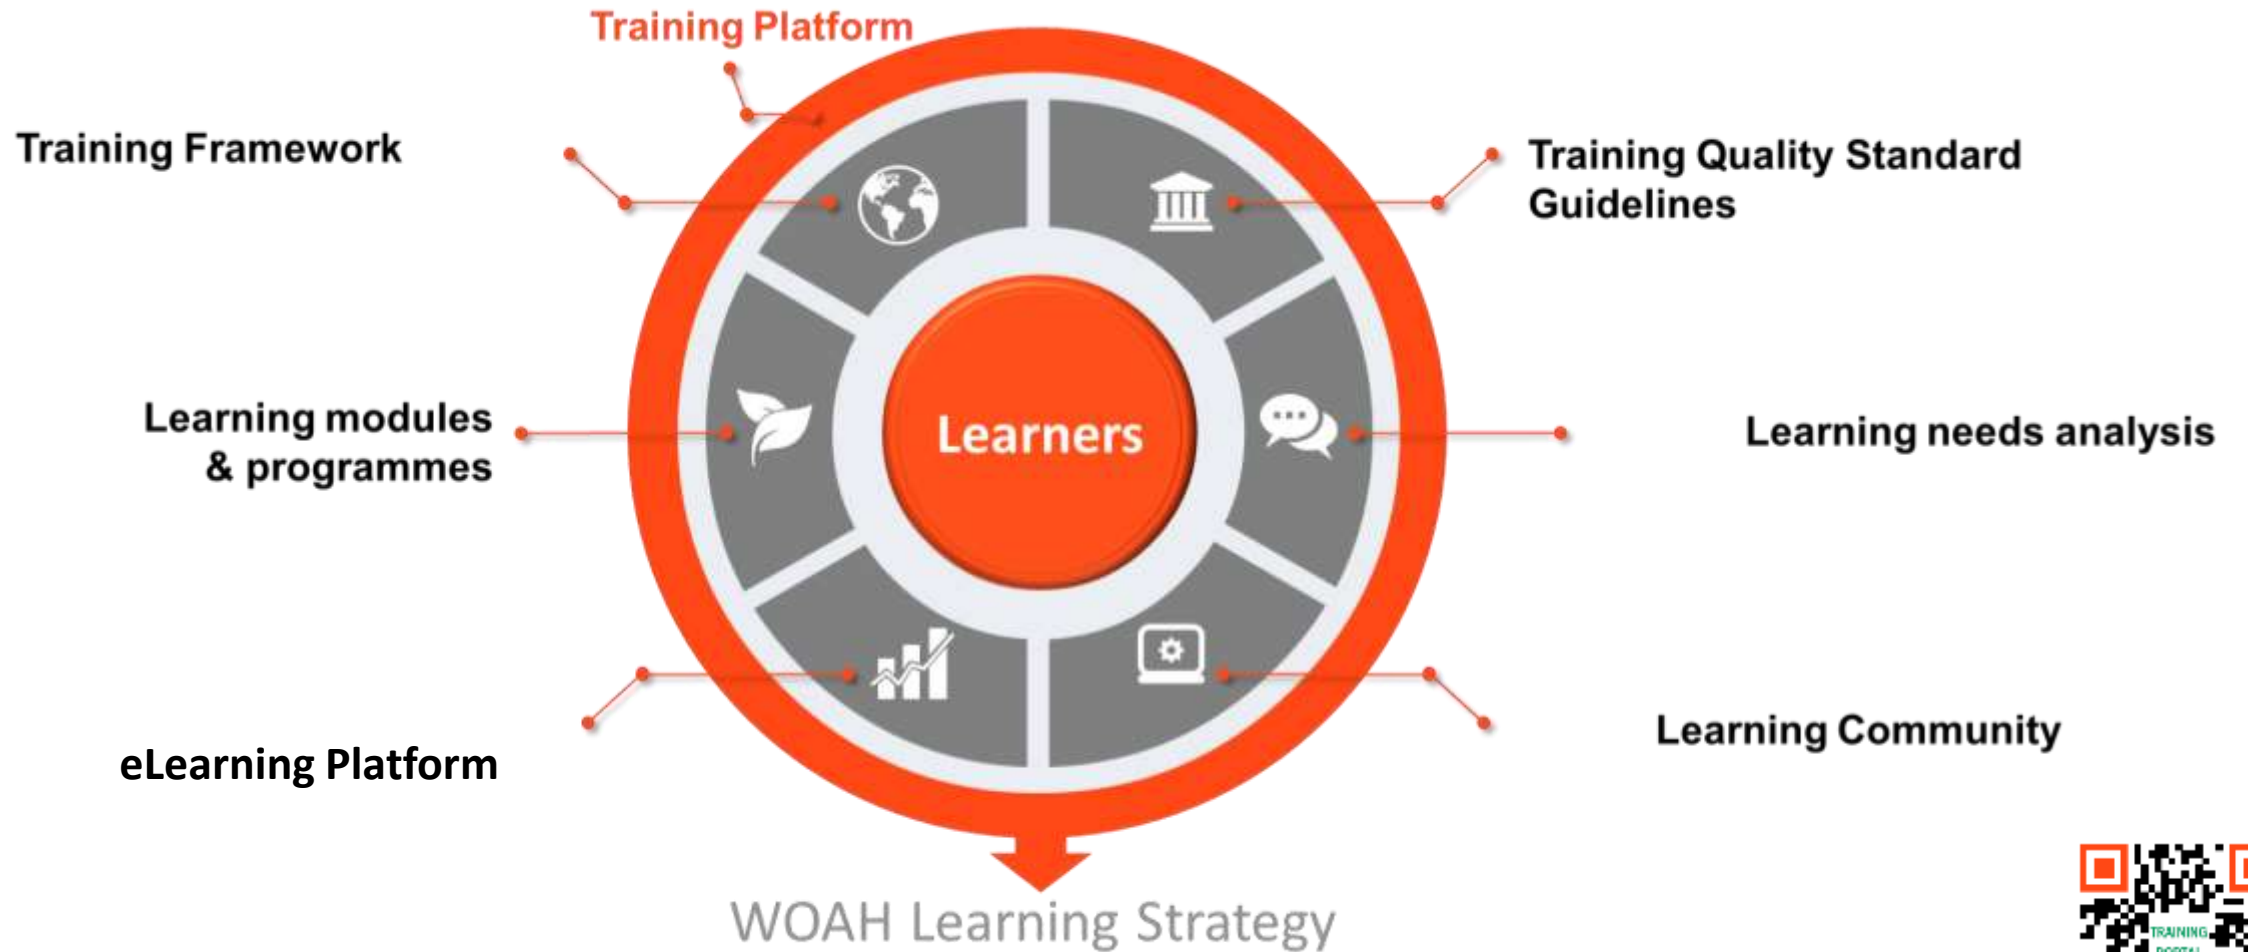 Training Platform
Training Framework
Training Quality Standard
Guidelines
Learning modules
& programmes
Learners
Learning needs analysis
eLearning Platform
Learning Community
WOAH Learning Strategy
TRAINING
PORTAL